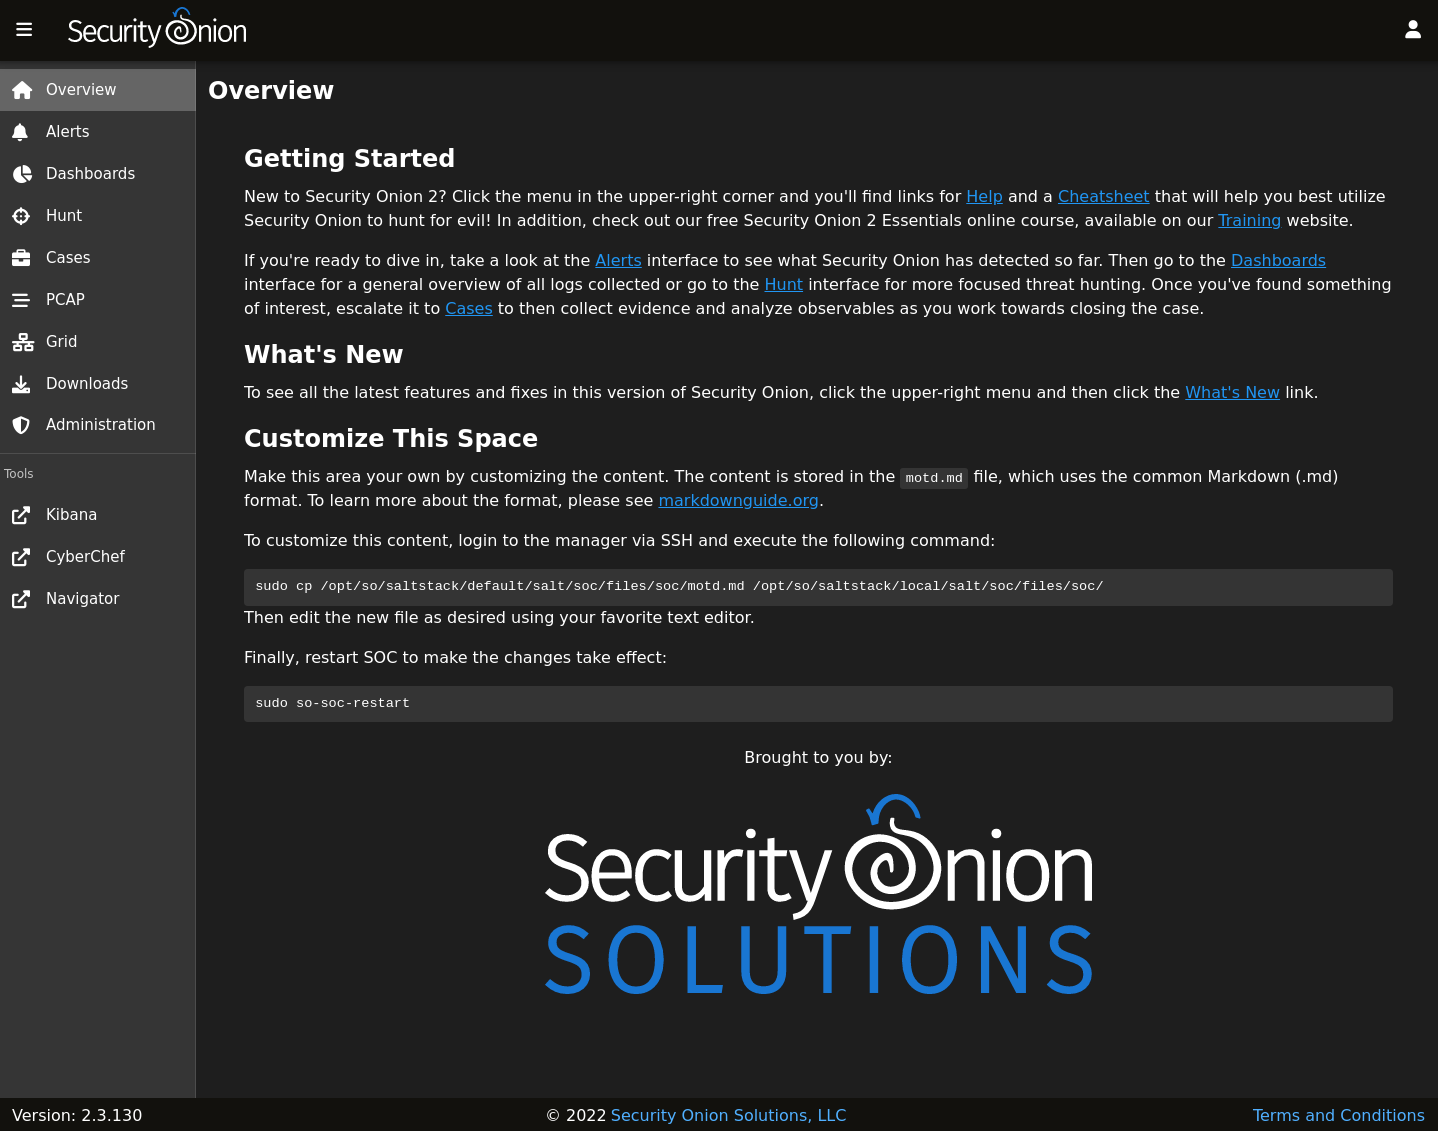 Security Onion
Overview
Alerts
Dashboards
Hunt
Cases
PCAP
Grid
Downloads
Administration
Tools
Kibana
CyberChef
Navigator
Overview
Getting Started
New to Security Onion 2? Click the menu in the upper-right corner and you'll find links for Help and a Cheatsheet that will help you best utilize
Security Onion to hunt for evil! In addition, check out our free Security Onion 2 Essentials online course, available on our Training website.
If you're ready to dive in, take a look at the Alerts interface to see what Security Onion has detected so far. Then go to the Dashboards
interface for a general overview of all logs collected or go to the Hunt interface for more focused threat hunting. Once you've found something
of interest, escalate it to Cases to then collect evidence and analyze observables as you work towards closing the case.
What's New
To see all the latest features and fixes in this version of Security Onion, click the upper-right menu and then click the What's New link.
Customize This Space
Make this area your own by customizing the content. The content is stored in the motd.md file, which uses the common Markdown (.md)
format. To learn more about the format, please see markdownguide.org.
To customize this content, login to the manager via SSH and execute the following command:
sudo cp /opt/so/saltstack/default/salt/soc/files/soc/motd.md /opt/so/saltstack/local/salt/soc/files/soc/
Then edit the new file as desired using your favorite text editor.
Finally, restart SOC to make the changes take effect:
sudo so-soc-restart
Brought to you by:
Security Onion
SOLUTIONS
Version: 2.3.130
© 2022 Security Onion Solutions, LLC
Terms and Conditions